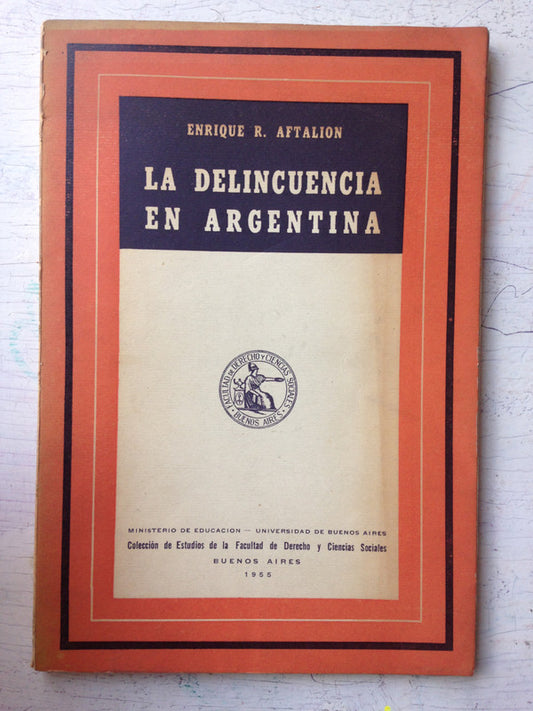 ENRIQUE R. AFTALION
LA DELINCUENCIA
EN ARGENTINA
FACULTAD DE DERECHO Y CIENCIAS SOCIALES
· BUENOS AIRES ·
MINISTERIO DE EDUCACION — UNIVERSIDAD DE BUENOS AIRES
Colección de Estudios de la Facultad de Derecho y Ciencias Sociales
BUENOS AIRES
1955